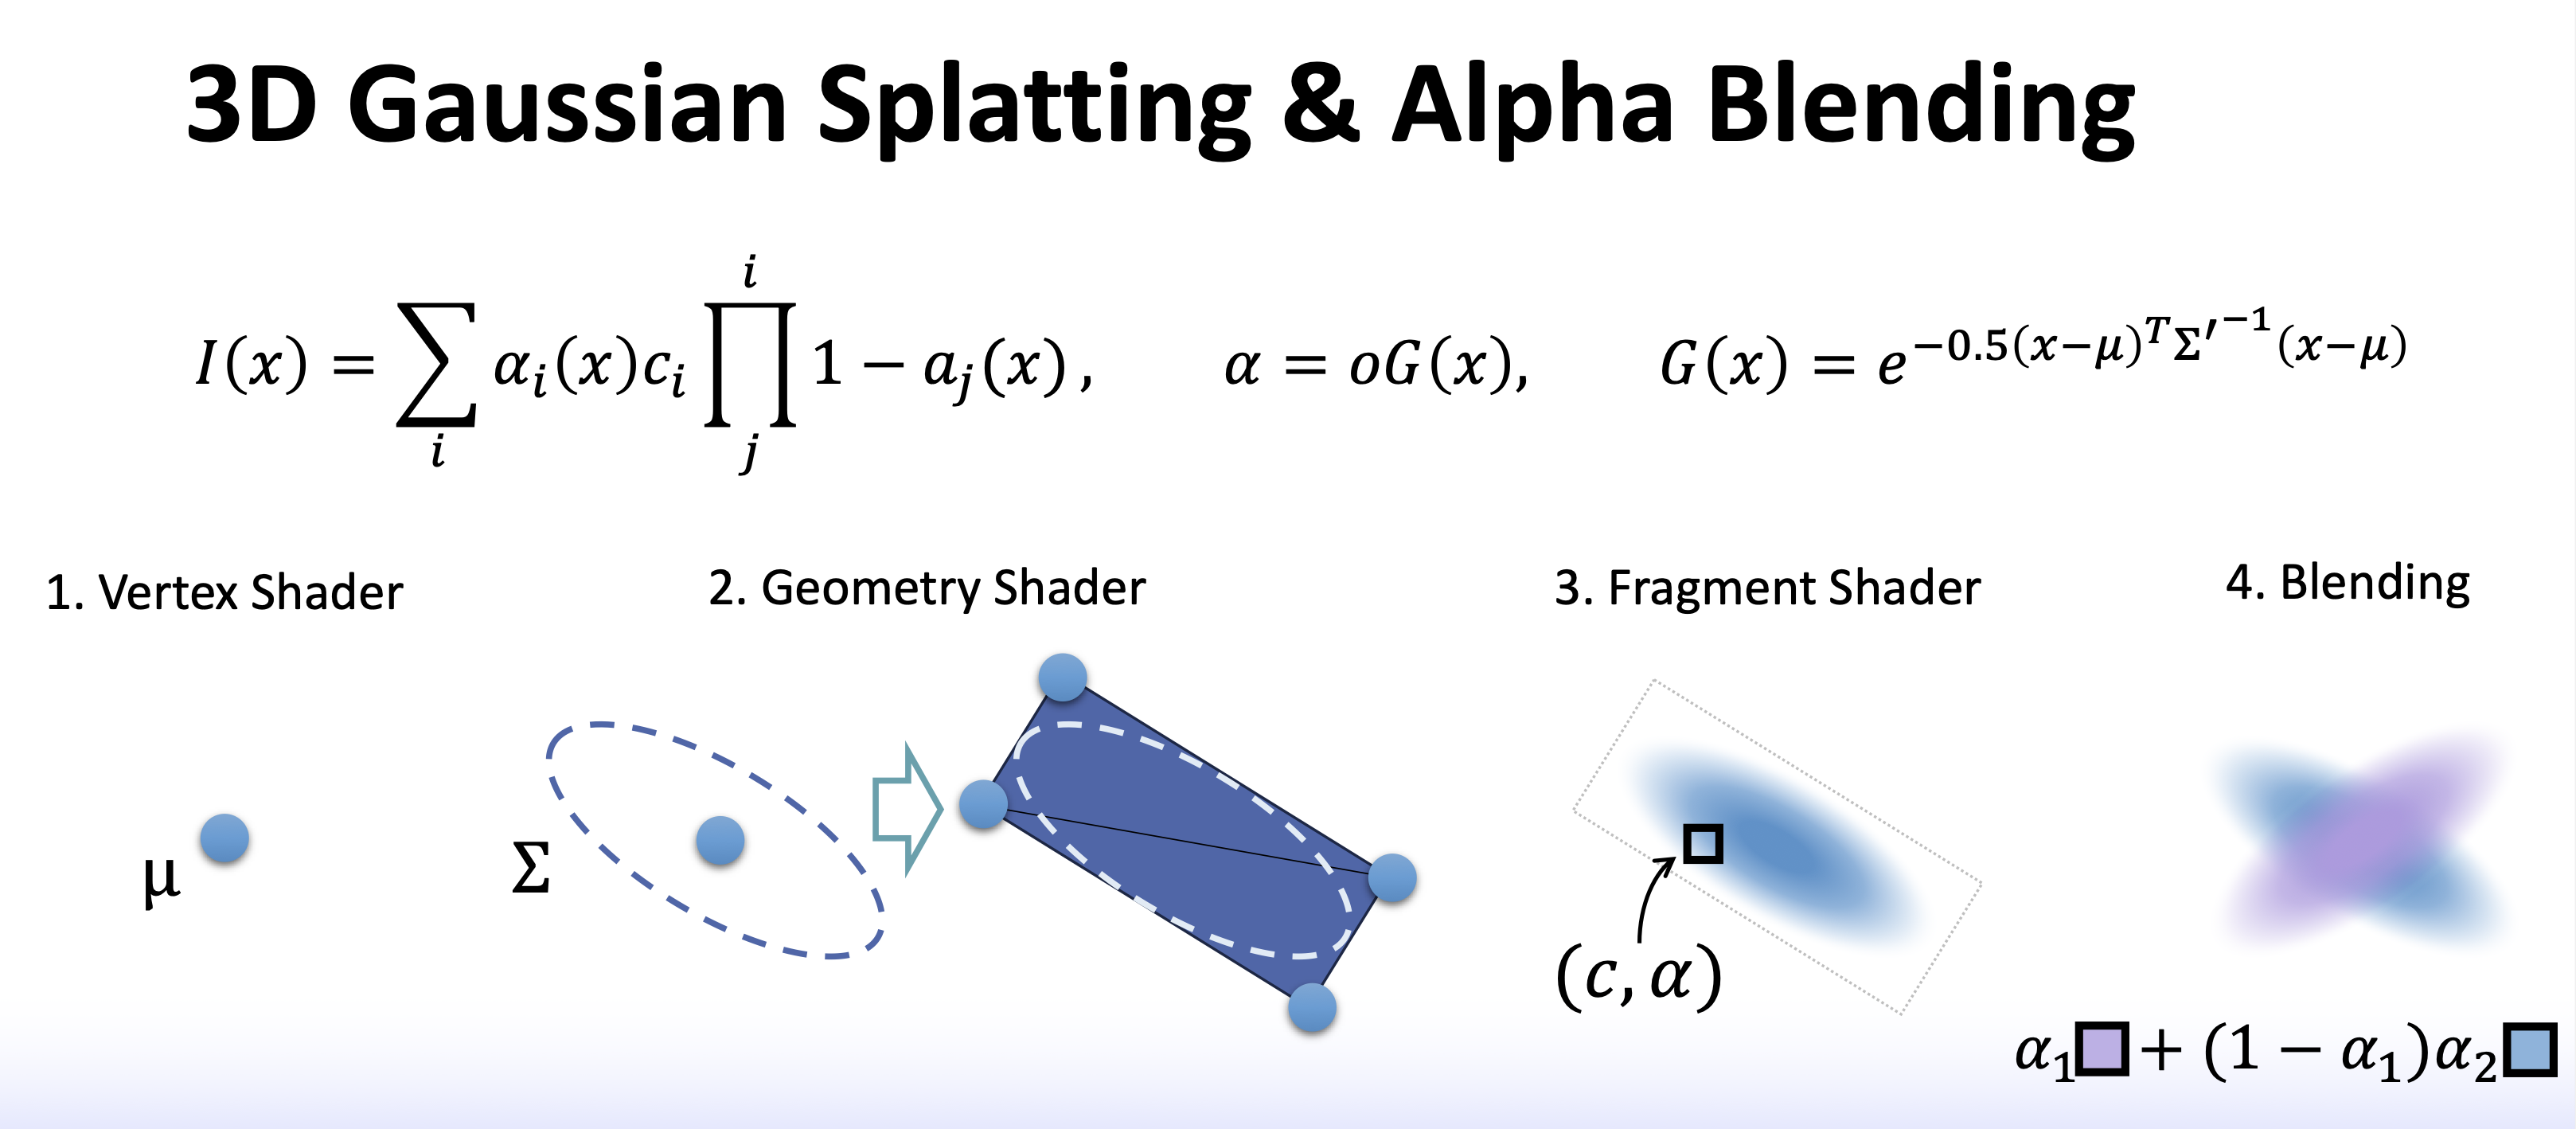 3D Gaussian Splatting & Alpha Blending
I(x) = ∑_i α_i(x)c_i ∏_j^i 1 − a_j(x),   α = oG(x),   G(x) = e^{−0.5(x−μ)^T Σ′^{−1}(x−μ)}
1. Vertex Shader   2. Geometry Shader   3. Fragment Shader   4. Blending
μ   Σ
(c, α)
α_1 + (1 − α_1)α_2